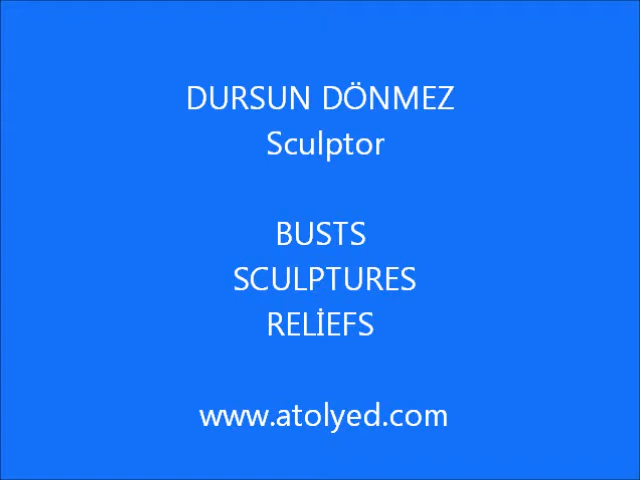 DURSUN DÖNMEZ
Sculptor
BUSTS
SCULPTURES
RELİEFS
www.atolyed.com